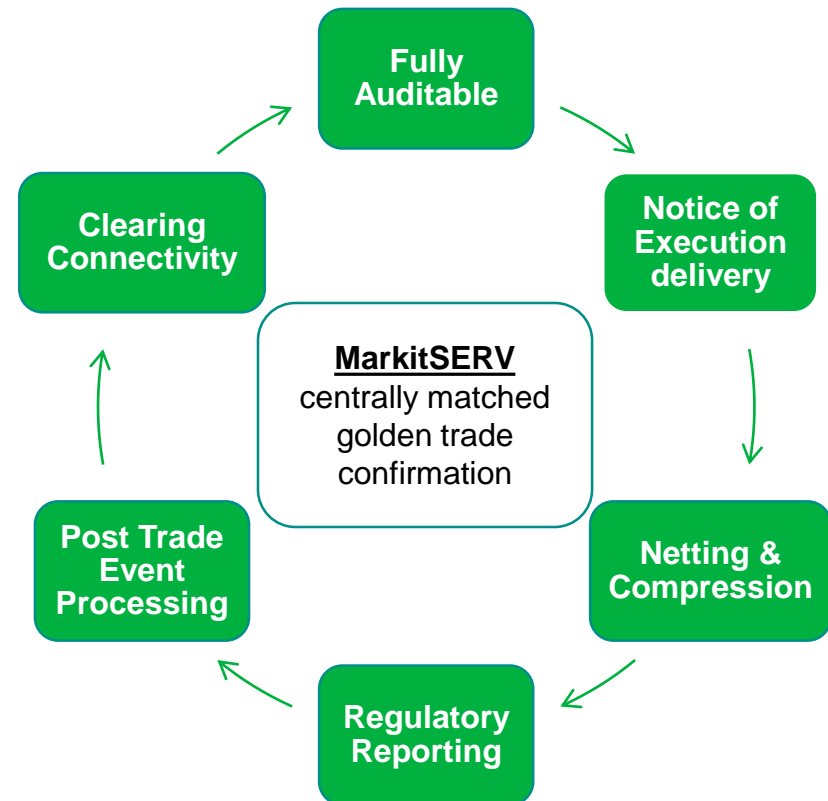 Fully
Auditable
Notice of
Execution
delivery
Netting &
Compression
Regulatory
Reporting
Post Trade
Event
Processing
Clearing
Connectivity
MarkitSERV
centrally matched
golden trade
confirmation